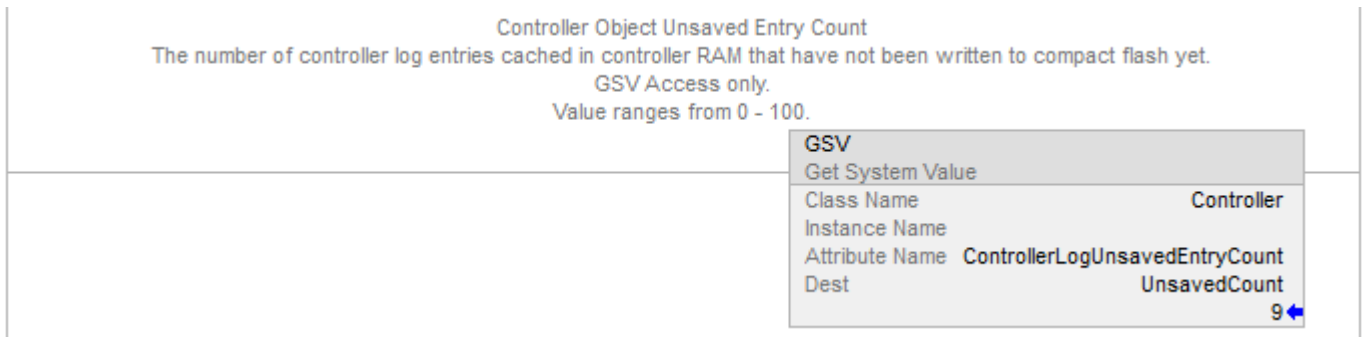 Controller Object Unsaved Entry Count
The number of controller log entries cached in controller RAM that have not been written to compact flash yet.
GSV Access only.
Value ranges from 0 - 100.
GSV
Get System Value
Class Name Controller
Instance Name
Attribute Name ControllerLogUnsavedEntryCount
Dest UnsavedCount
9